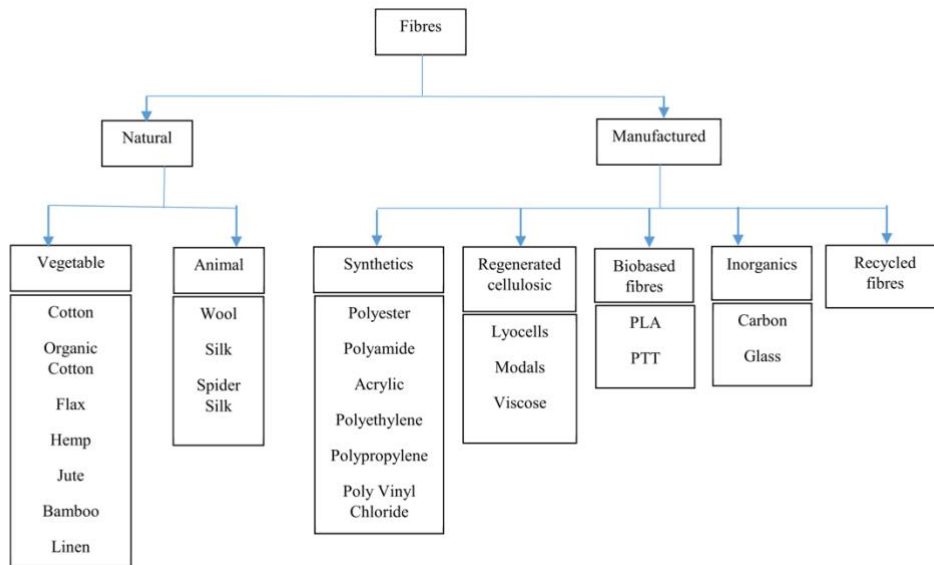 Fibres
Natural
Manufactured
Vegetable
Animal
Synthetics
Regenerated
cellulosic
Biobased
fibres
Inorganics
Recycled
fibres
Cotton
Organic
Cotton
Flax
Hemp
Jute
Bamboo
Linen
Wool
Silk
Spider
Silk
Polyester
Polyamide
Acrylic
Polyethylene
Polypropylene
Poly Vinyl
Chloride
Lyocells
Modals
Viscose
PLA
PTT
Carbon
Glass